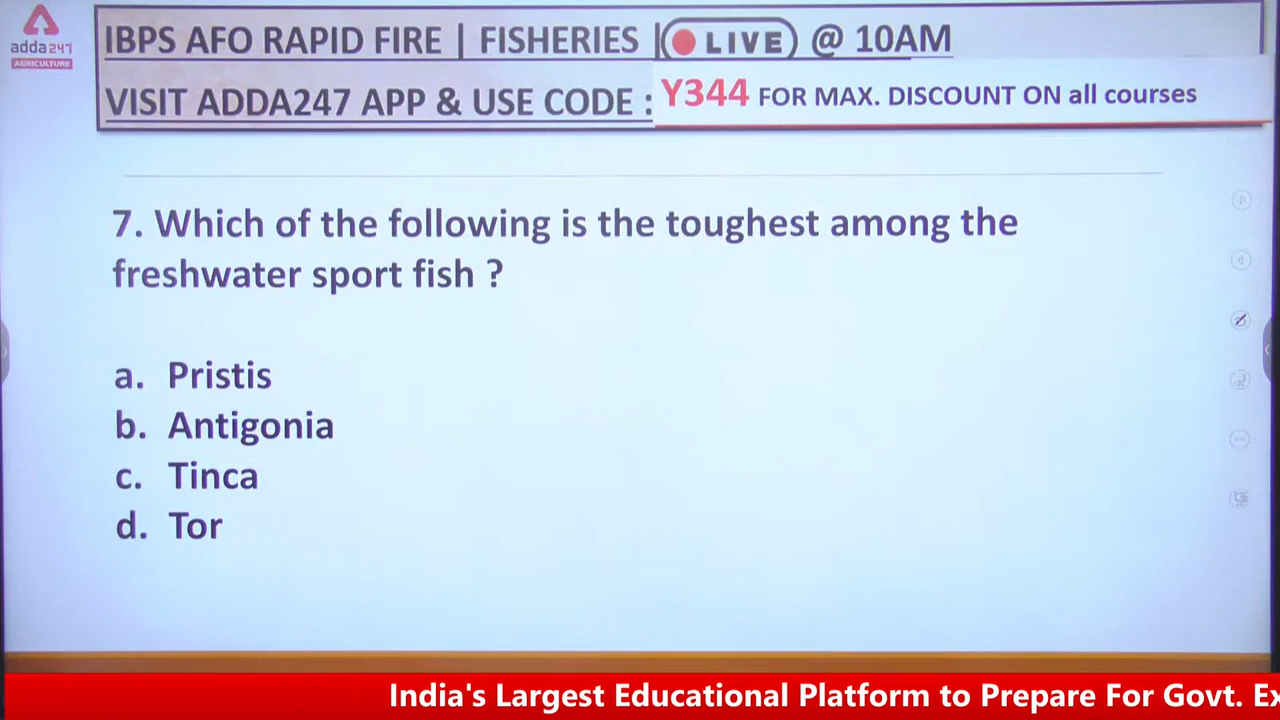 adda247
AGRICULTURE
IBPS AFO RAPID FIRE | FISHERIES | LIVE @ 10AM
VISIT ADDA247 APP & USE CODE : Y344 FOR MAX. DISCOUNT ON all courses
7. Which of the following is the toughest among the
freshwater sport fish ?
a. Pristis
b. Antigonia
c. Tinca
d. Tor
India's Largest Educational Platform to Prepare For Govt. Ex